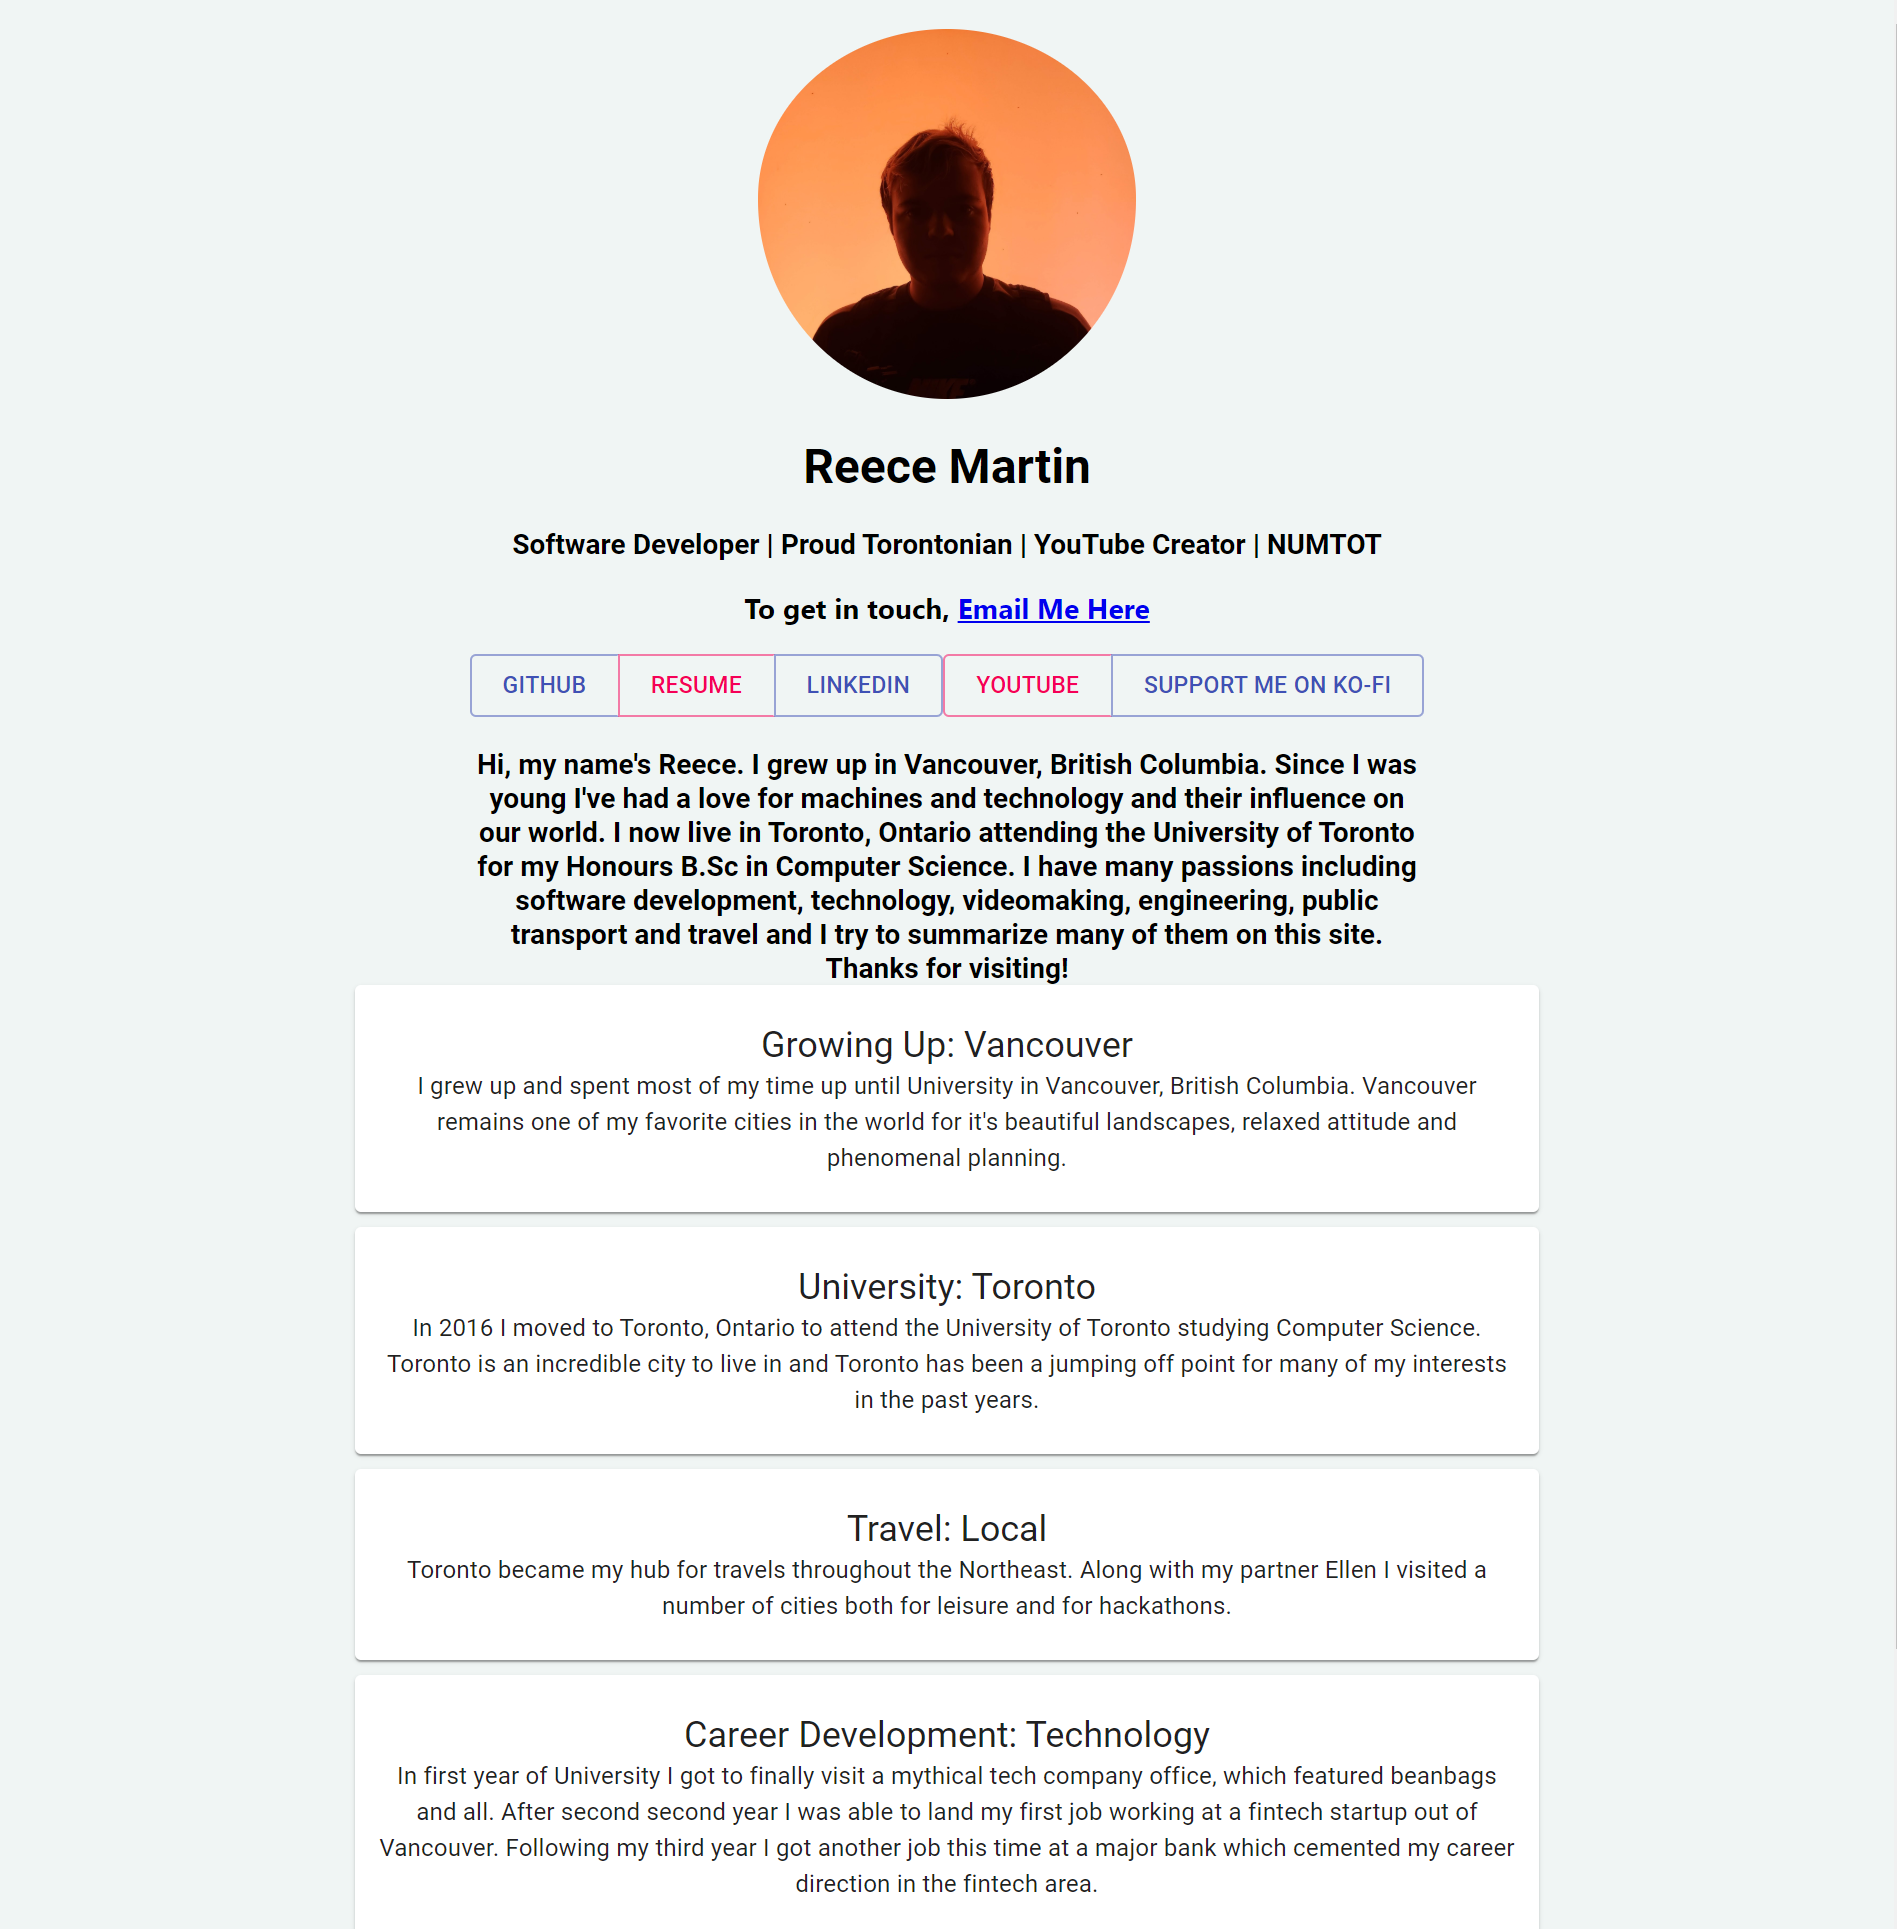 Reece Martin
Software Developer | Proud Torontonian | YouTube Creator | NUMTOT
To get in touch, Email Me Here
GITHUB RESUME LINKEDIN YOUTUBE SUPPORT ME ON KO-FI
Hi, my name's Reece. I grew up in Vancouver, British Columbia. Since I was
young I've had a love for machines and technology and their influence on
our world. I now live in Toronto, Ontario attending the University of Toronto
for my Honours B.Sc in Computer Science. I have many passions including
software development, technology, videomaking, engineering, public
transport and travel and I try to summarize many of them on this site.
Thanks for visiting!
Growing Up: Vancouver
I grew up and spent most of my time up until University in Vancouver, British Columbia. Vancouver
remains one of my favorite cities in the world for it's beautiful landscapes, relaxed attitude and
phenomenal planning.
University: Toronto
In 2016 I moved to Toronto, Ontario to attend the University of Toronto studying Computer Science.
Toronto is an incredible city to live in and Toronto has been a jumping off point for many of my interests
in the past years.
Travel: Local
Toronto became my hub for travels throughout the Northeast. Along with my partner Ellen I visited a
number of cities both for leisure and for hackathons.
Career Development: Technology
In first year of University I got to finally visit a mythical tech company office, which featured beanbags
and all. After second second year I was able to land my first job working at a fintech startup out of
Vancouver. Following my third year I got another job this time at a major bank which cemented my career
direction in the fintech area.